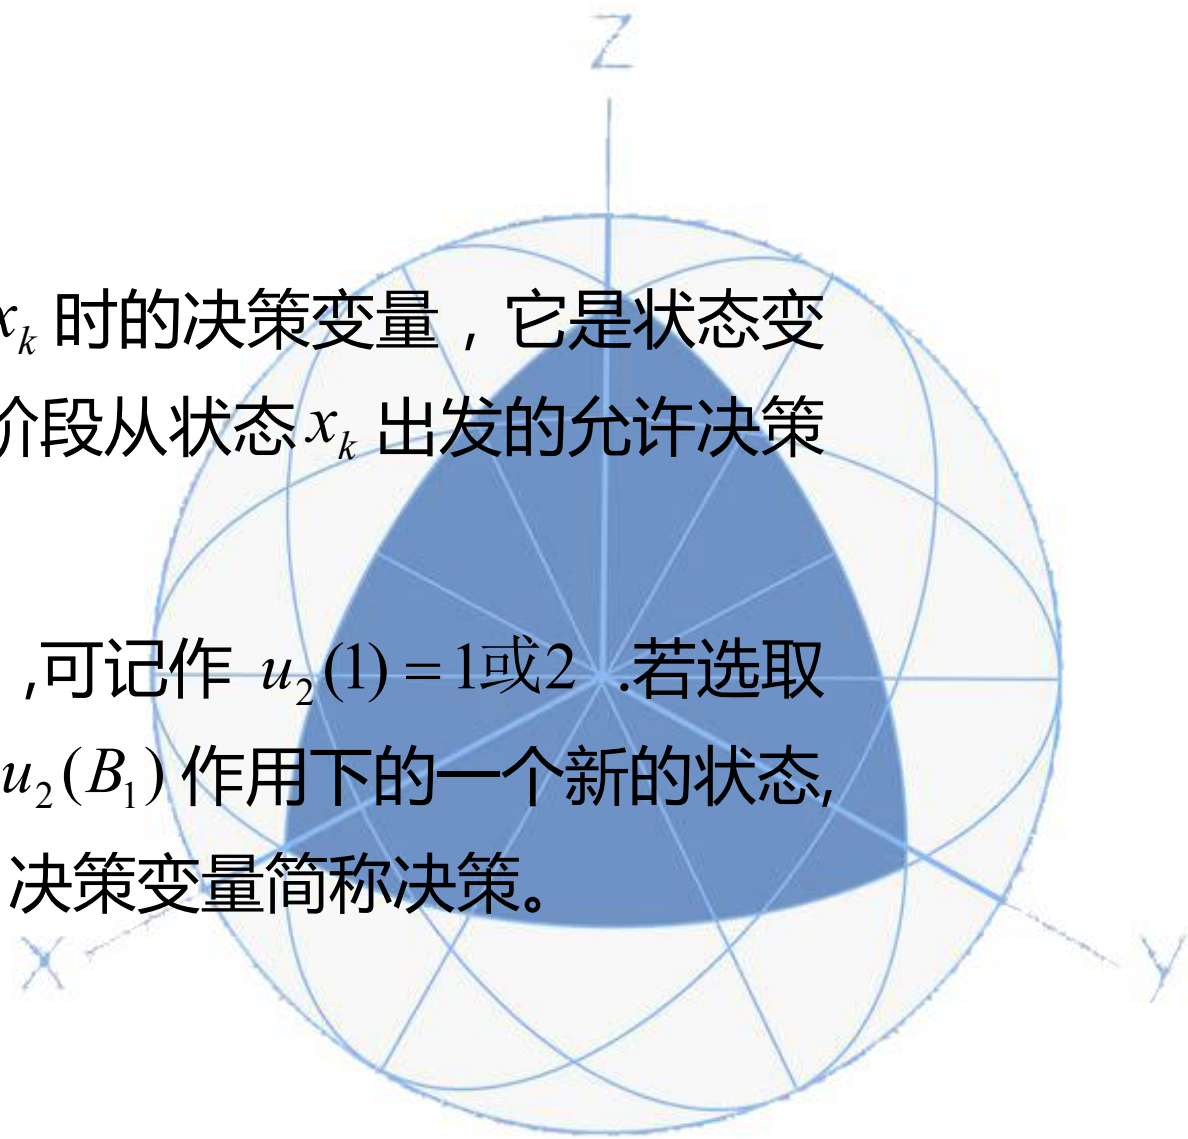 Z
x_k 时的决策变量，它是状态变
阶段从状态 x_k 出发的允许决策
,可记作 u_2(1) = 1或2 .若选取
u_2(B_1) 作用下的一个新的状态,
决策变量简称决策。
X
Y